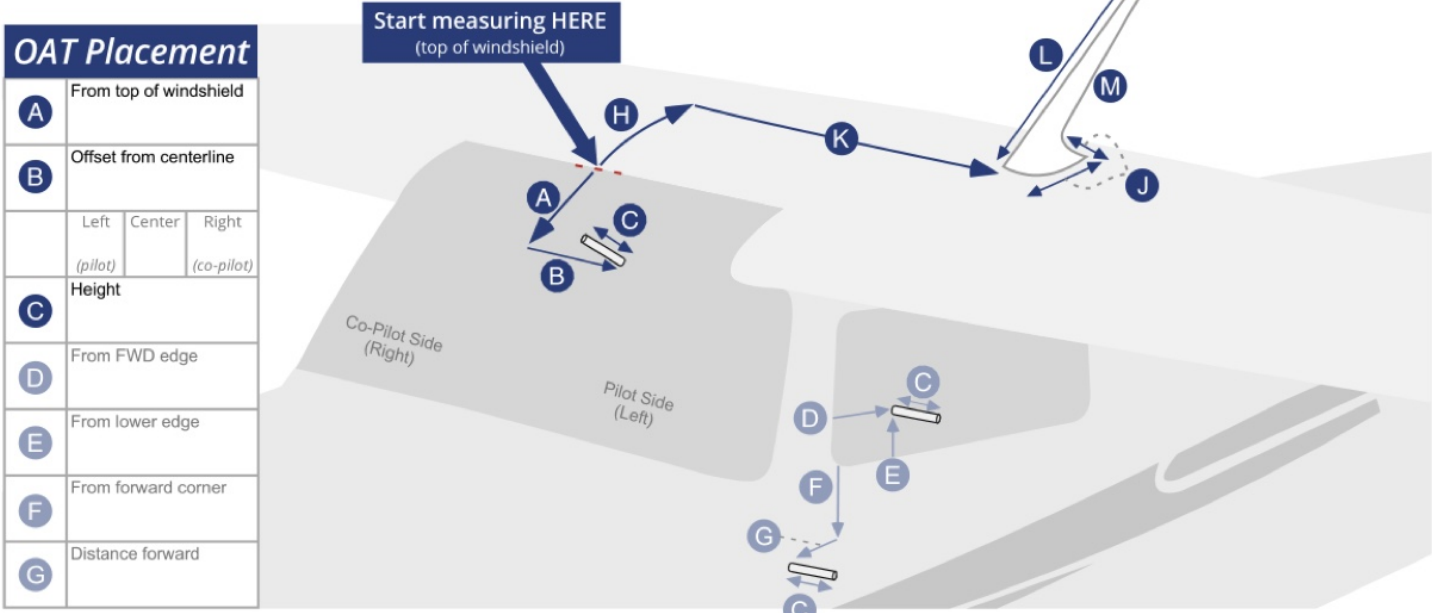 Start measuring HERE
(top of windshield)
OAT Placement
A
From top of windshield
B
Offset from centerline
Left
Center
Right
(pilot)
(co-pilot)
C
Height
D
From FWD edge
E
From lower edge
F
From forward corner
G
Distance forward
H
K
L
M
J
A
C
B
Co-Pilot Side
(Right)
Pilot Side
(Left)
C
D
E
F
G
C